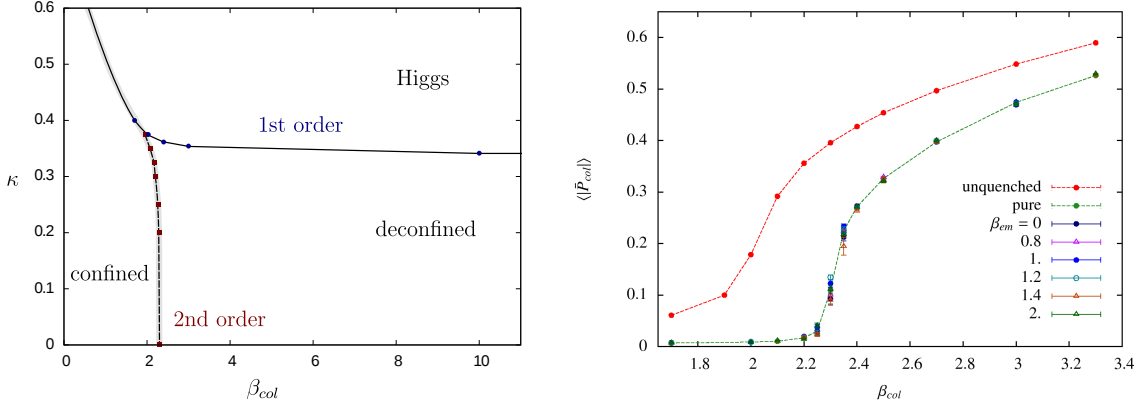 0.6
0.5
0.4
0.3
0.2
0.1
0
κ
0
2
4
6
8
10
β_col
Higgs
1st order
deconfined
confined
2nd order
0.6
0.5
0.4
0.3
0.2
0.1
0
⟨|P̄_col|⟩
1.8
2
2.2
2.4
2.6
2.8
3
3.2
3.4
β_col
unquenched
pure
β_em = 0
0.8
1.
1.2
1.4
2.